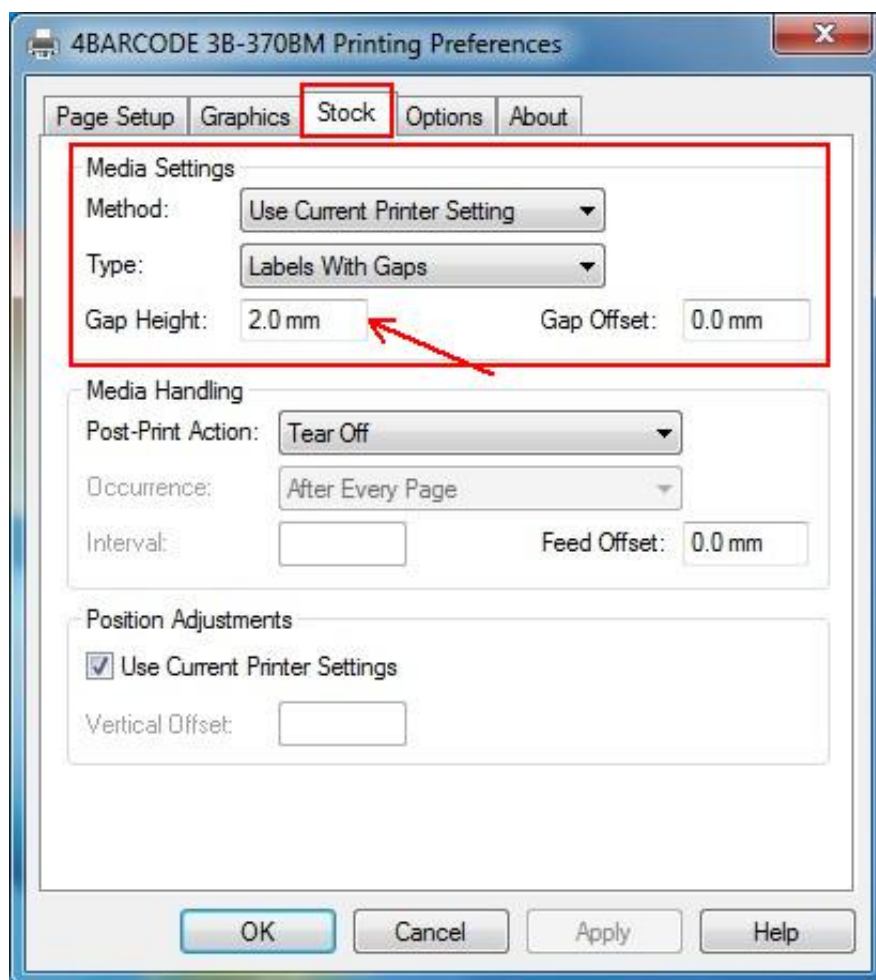 4BARCODE 3B-370BM Printing Preferences
Page Setup Graphics Stock Options About
Media Settings
Method: Use Current Printer Setting
Type: Labels With Gaps
Gap Height: 2.0 mm Gap Offset: 0.0 mm
Media Handling
Post-Print Action: Tear Off
Occurrence: After Every Page
Interval: Feed Offset: 0.0 mm
Position Adjustments
Use Current Printer Settings
Vertical Offset:
OK Cancel Apply Help